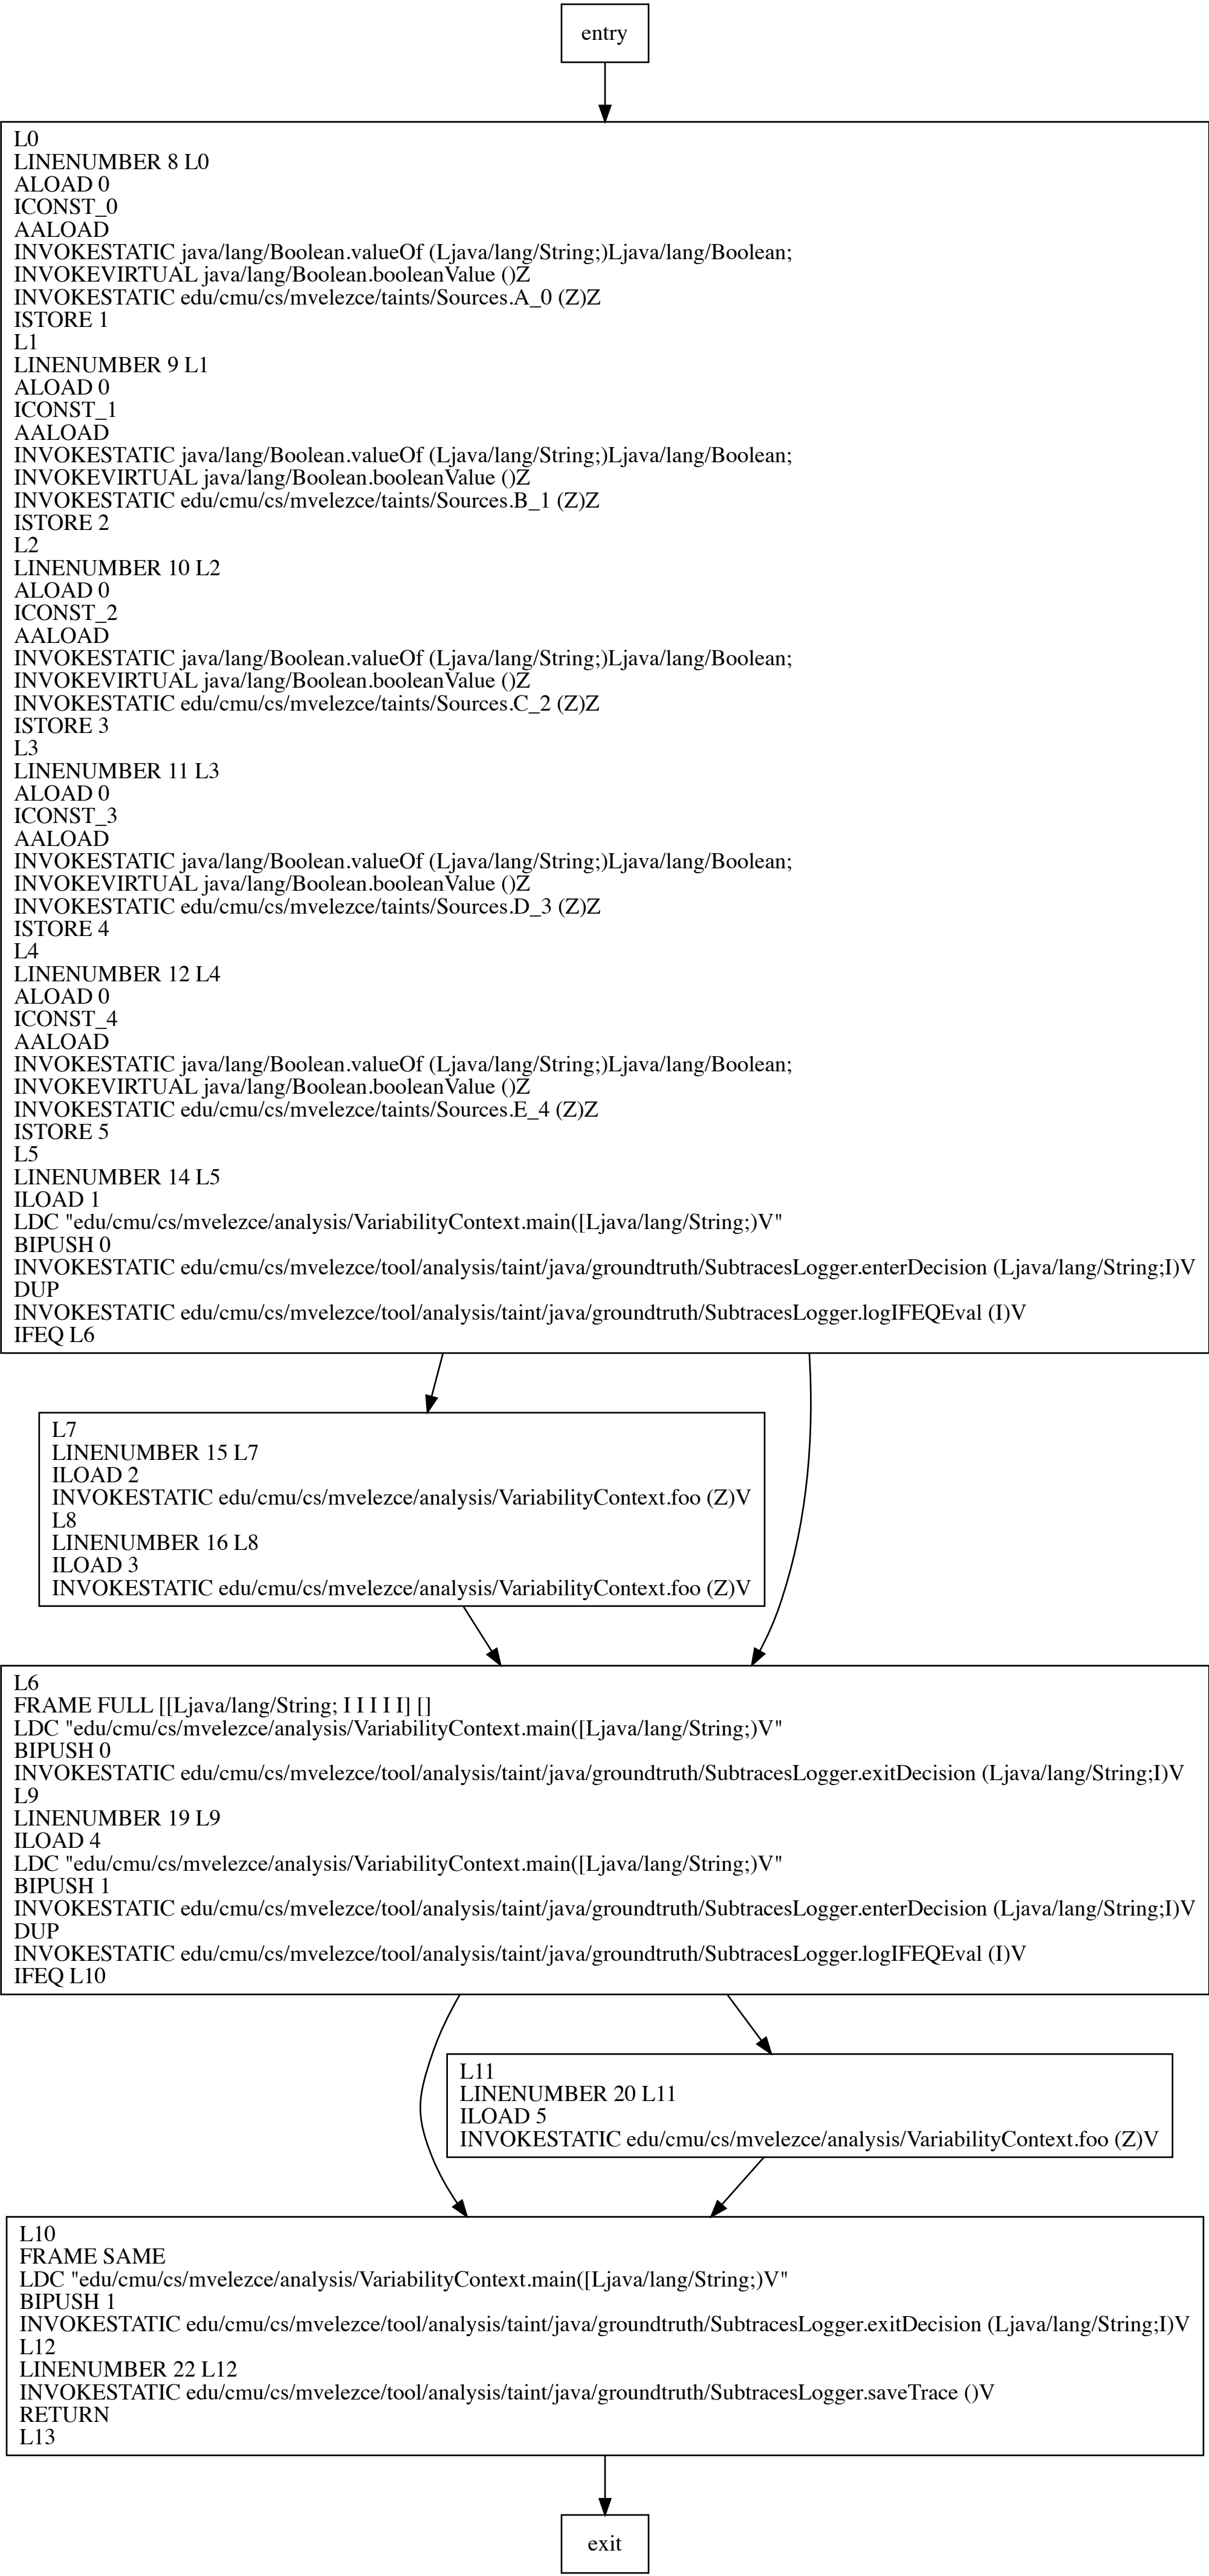 entry
L0
LINENUMBER 8 L0
ALOAD 0
ICONST_0
AALOAD
INVOKESTATIC java/lang/Boolean.valueOf (Ljava/lang/String;)Ljava/lang/Boolean;
INVOKEVIRTUAL java/lang/Boolean.booleanValue ()Z
INVOKESTATIC edu/cmu/cs/mvelezce/taints/Sources.A_0 (Z)Z
ISTORE 1
L1
LINENUMBER 9 L1
ALOAD 0
ICONST_1
AALOAD
INVOKESTATIC java/lang/Boolean.valueOf (Ljava/lang/String;)Ljava/lang/Boolean;
INVOKEVIRTUAL java/lang/Boolean.booleanValue ()Z
INVOKESTATIC edu/cmu/cs/mvelezce/taints/Sources.B_1 (Z)Z
ISTORE 2
L2
LINENUMBER 10 L2
ALOAD 0
ICONST_2
AALOAD
INVOKESTATIC java/lang/Boolean.valueOf (Ljava/lang/String;)Ljava/lang/Boolean;
INVOKEVIRTUAL java/lang/Boolean.booleanValue ()Z
INVOKESTATIC edu/cmu/cs/mvelezce/taints/Sources.C_2 (Z)Z
ISTORE 3
L3
LINENUMBER 11 L3
ALOAD 0
ICONST_3
AALOAD
INVOKESTATIC java/lang/Boolean.valueOf (Ljava/lang/String;)Ljava/lang/Boolean;
INVOKEVIRTUAL java/lang/Boolean.booleanValue ()Z
INVOKESTATIC edu/cmu/cs/mvelezce/taints/Sources.D_3 (Z)Z
ISTORE 4
L4
LINENUMBER 12 L4
ALOAD 0
ICONST_4
AALOAD
INVOKESTATIC java/lang/Boolean.valueOf (Ljava/lang/String;)Ljava/lang/Boolean;
INVOKEVIRTUAL java/lang/Boolean.booleanValue ()Z
INVOKESTATIC edu/cmu/cs/mvelezce/taints/Sources.E_4 (Z)Z
ISTORE 5
L5
LINENUMBER 14 L5
ILOAD 1
LDC "edu/cmu/cs/mvelezce/analysis/VariabilityContext.main([Ljava/lang/String;)V"
BIPUSH 0
INVOKESTATIC edu/cmu/cs/mvelezce/tool/analysis/taint/java/groundtruth/SubtracesLogger.enterDecision (Ljava/lang/String;I)V
DUP
INVOKESTATIC edu/cmu/cs/mvelezce/tool/analysis/taint/java/groundtruth/SubtracesLogger.logIFEQEval (I)V
IFEQ L6
L7
LINENUMBER 15 L7
ILOAD 2
INVOKESTATIC edu/cmu/cs/mvelezce/analysis/VariabilityContext.foo (Z)V
L8
LINENUMBER 16 L8
ILOAD 3
INVOKESTATIC edu/cmu/cs/mvelezce/analysis/VariabilityContext.foo (Z)V
L6
FRAME FULL [[Ljava/lang/String; I I I I I] []
LDC "edu/cmu/cs/mvelezce/analysis/VariabilityContext.main([Ljava/lang/String;)V"
BIPUSH 0
INVOKESTATIC edu/cmu/cs/mvelezce/tool/analysis/taint/java/groundtruth/SubtracesLogger.exitDecision (Ljava/lang/String;I)V
L9
LINENUMBER 19 L9
ILOAD 4
LDC "edu/cmu/cs/mvelezce/analysis/VariabilityContext.main([Ljava/lang/String;)V"
BIPUSH 1
INVOKESTATIC edu/cmu/cs/mvelezce/tool/analysis/taint/java/groundtruth/SubtracesLogger.enterDecision (Ljava/lang/String;I)V
DUP
INVOKESTATIC edu/cmu/cs/mvelezce/tool/analysis/taint/java/groundtruth/SubtracesLogger.logIFEQEval (I)V
IFEQ L10
L11
LINENUMBER 20 L11
ILOAD 5
INVOKESTATIC edu/cmu/cs/mvelezce/analysis/VariabilityContext.foo (Z)V
L10
FRAME SAME
LDC "edu/cmu/cs/mvelezce/analysis/VariabilityContext.main([Ljava/lang/String;)V"
BIPUSH 1
INVOKESTATIC edu/cmu/cs/mvelezce/tool/analysis/taint/java/groundtruth/SubtracesLogger.exitDecision (Ljava/lang/String;I)V
L12
LINENUMBER 22 L12
INVOKESTATIC edu/cmu/cs/mvelezce/tool/analysis/taint/java/groundtruth/SubtracesLogger.saveTrace ()V
RETURN
L13
exit